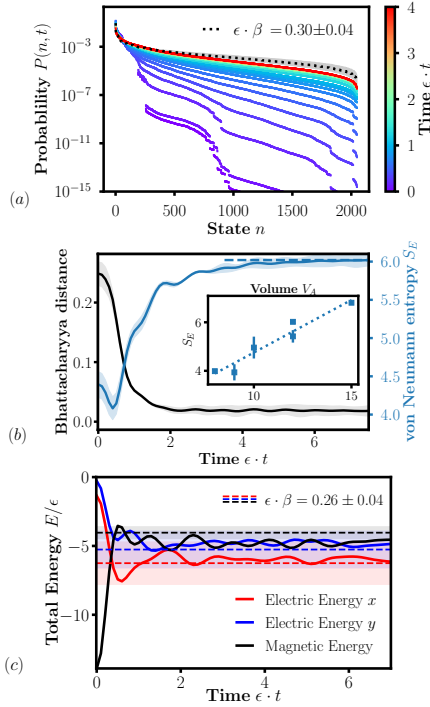 Probablility P(n,t)
10⁻³
10⁻⁷
10⁻¹¹
10⁻¹⁵
ϵ · β = 0.30±0.04
0 500 1000 1500 2000
State n
4
3
2
1
0
Time ϵ · t
(a)
Bhattacharyya distance
0.2
0.1
0.0
6.0
5.5
5.0
4.5
4.0
von Neumann entropy S_E
Volume V_A
S_E
6
4
10 15
0 2 4 6
Time ϵ · t
(b)
Total Energy E/ϵ
0
−5
−10
ϵ · β = 0.26 ± 0.04
Electric Energy x
Electric Energy y
Magnetic Energy
0 2 4 6
Time ϵ · t
(c)